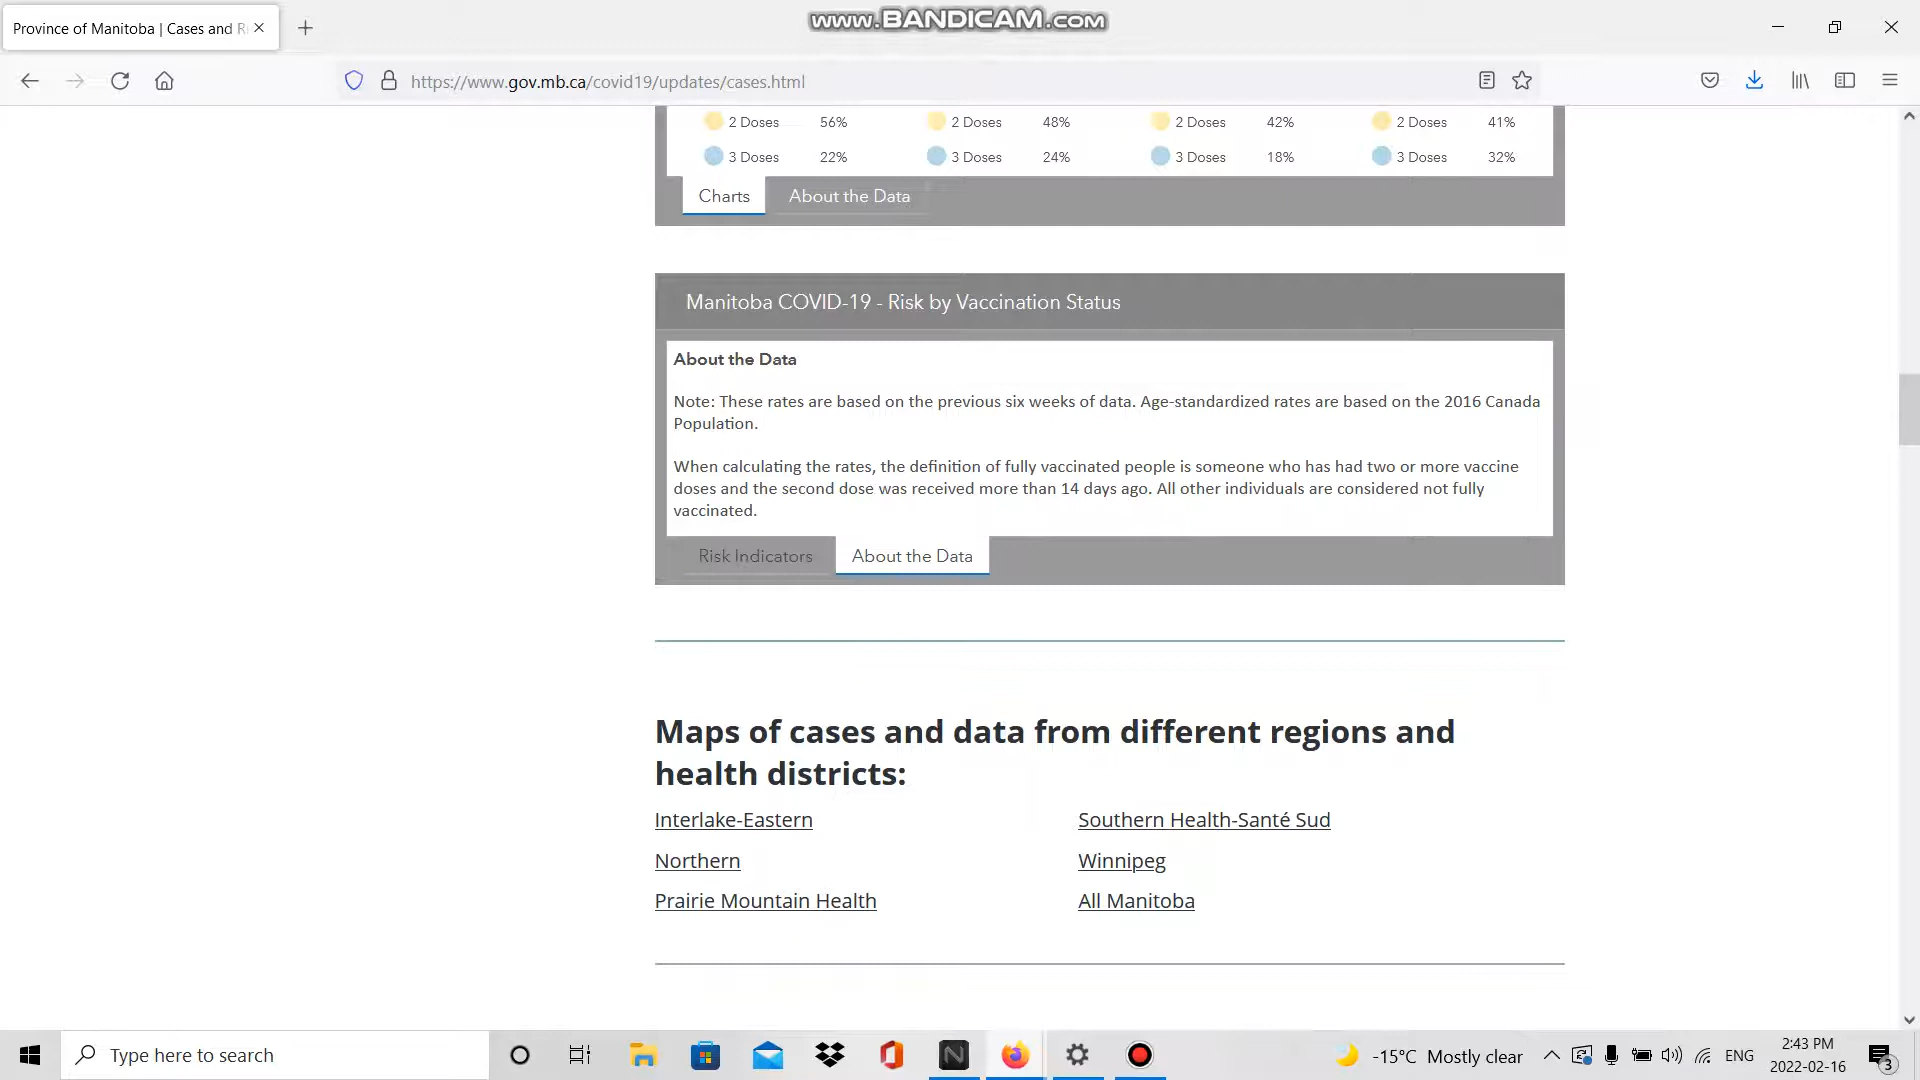 Province of Manitoba | Cases and R
www.BANDICAM.com
https://www.gov.mb.ca/covid19/updates/cases.html
2 Doses 56% 2 Doses 48% 2 Doses 42% 2 Doses 41%
3 Doses 22% 3 Doses 24% 3 Doses 18% 3 Doses 32%
Charts About the Data
Manitoba COVID-19 - Risk by Vaccination Status
About the Data
Note: These rates are based on the previous six weeks of data. Age-standardized rates are based on the 2016 Canada
Population.
When calculating the rates, the definition of fully vaccinated people is someone who has had two or more vaccine
doses and the second dose was received more than 14 days ago. All other individuals are considered not fully
vaccinated.
Risk Indicators About the Data
Maps of cases and data from different regions and
health districts:
Interlake-Eastern Southern Health-Santé Sud
Northern Winnipeg
Prairie Mountain Health All Manitoba
Type here to search
-15°C Mostly clear
ENG
2:43 PM
2022-02-16
3